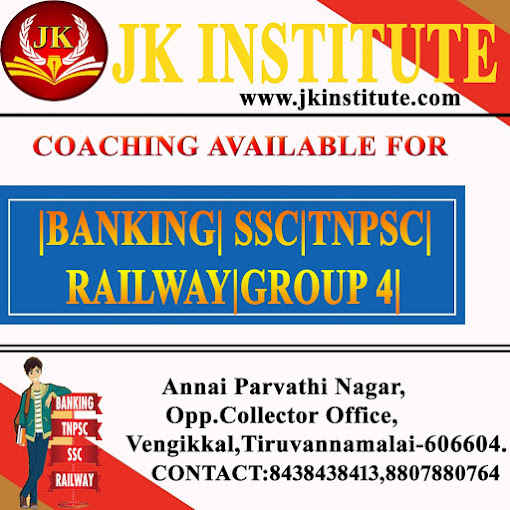 JK
JK INSTITUTE
www.jkinstitute.com
COACHING AVAILABLE FOR
|BANKING| SSC|TNPSC|
RAILWAY|GROUP 4|
BANKING
TNPSC
SSC
RAILWAY
Annai Parvathi Nagar,
Opp.Collector Office,
Vengikkal,Tiruvannamalai-606604.
CONTACT:8438438413,8807880764